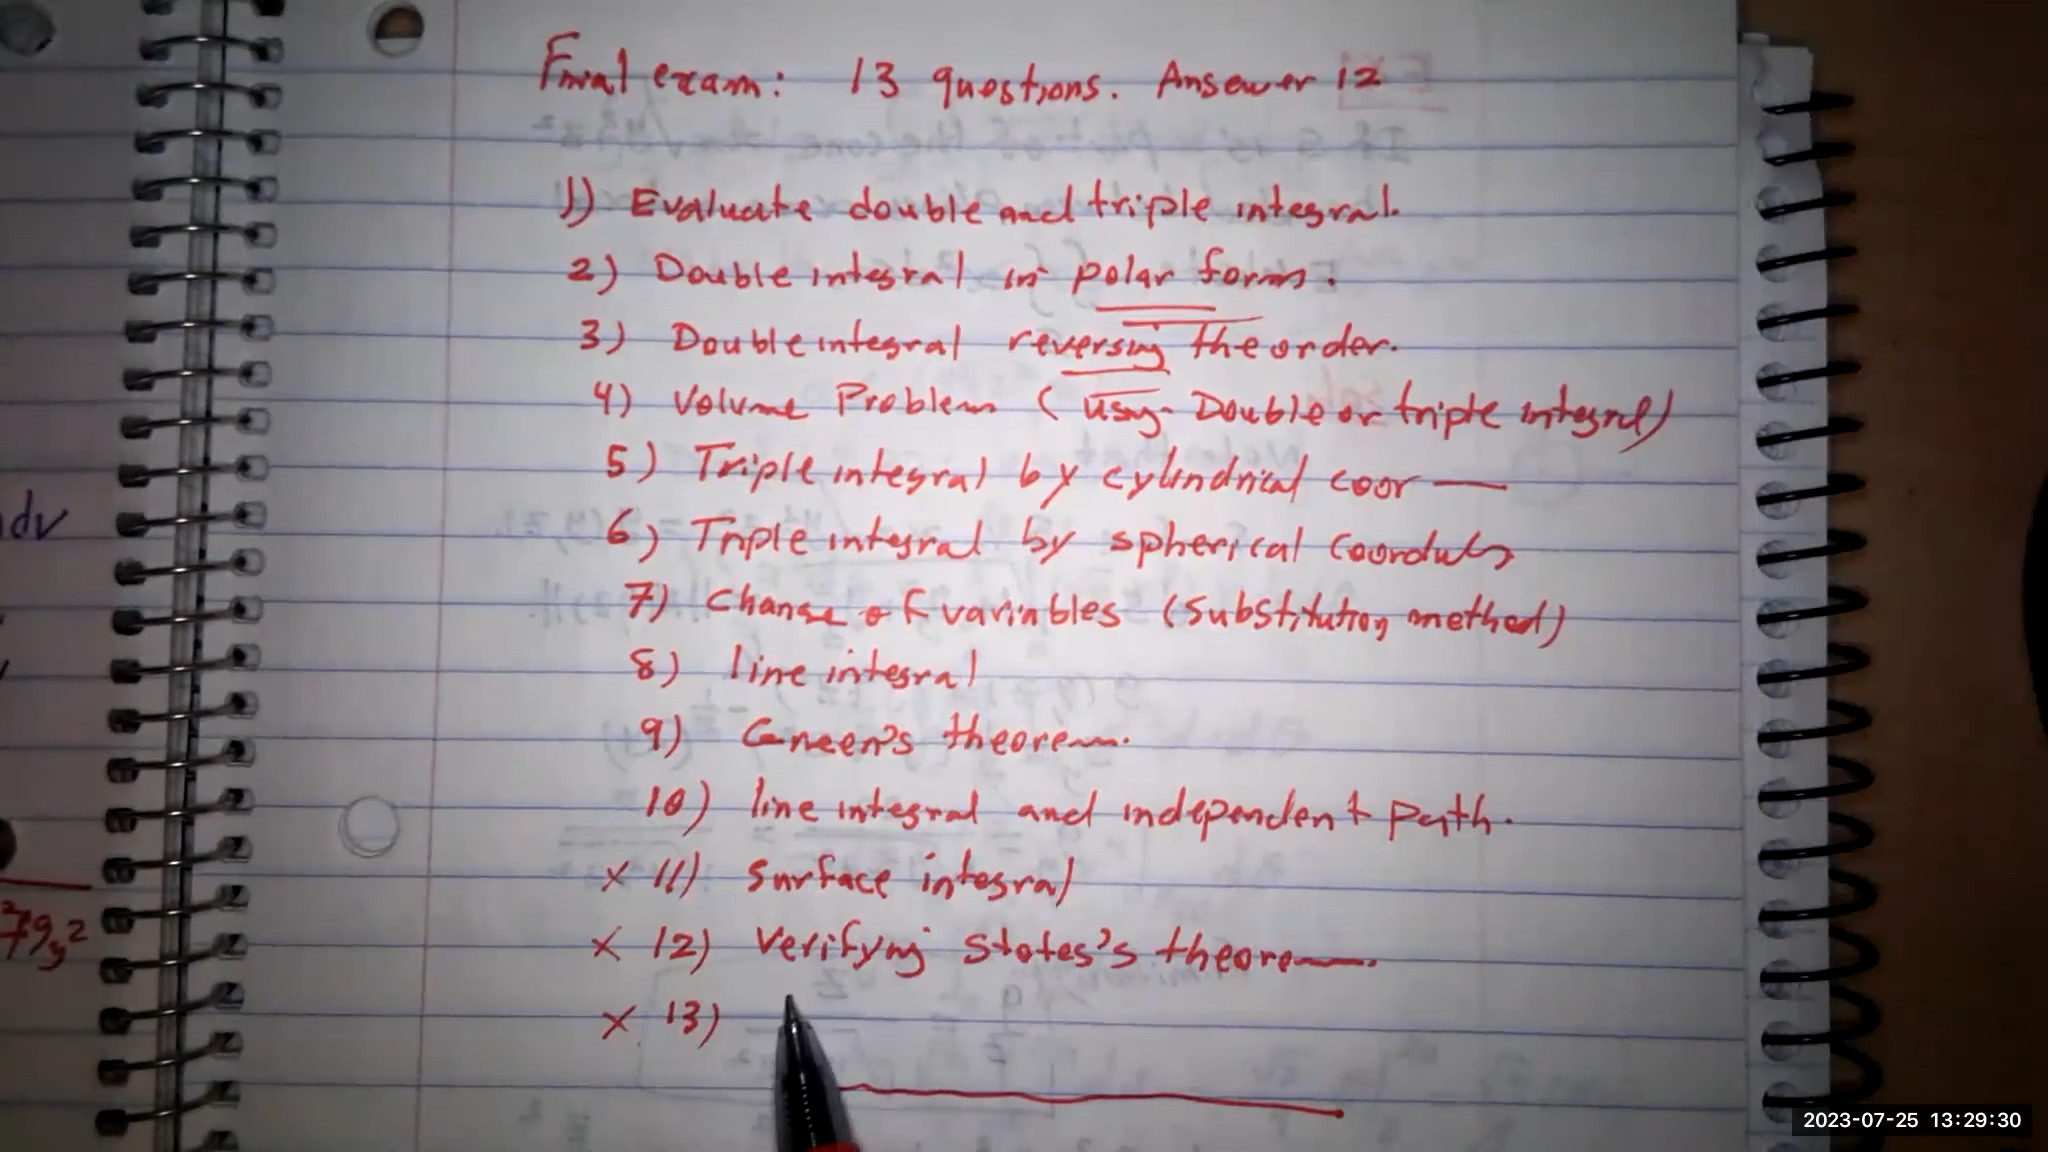 Final exam: 13 questions. Answer 12
1) Evaluate double and triple integral.
2) Double integral in polar form.
3) Double integral reversing the order.
4) Volume Problem (using Double or triple integral)
5) Triple integral by cylindrical coor —
6) Triple integral by spherical
7) Change of variables (Substitution method)
8) line integral
9) Green's theorem.
10) line integral and independent path.
x 11) Surface integral
x 12) Verifying Stokes's theorem.
x 13)
dv
2023-07-25 13:29:30